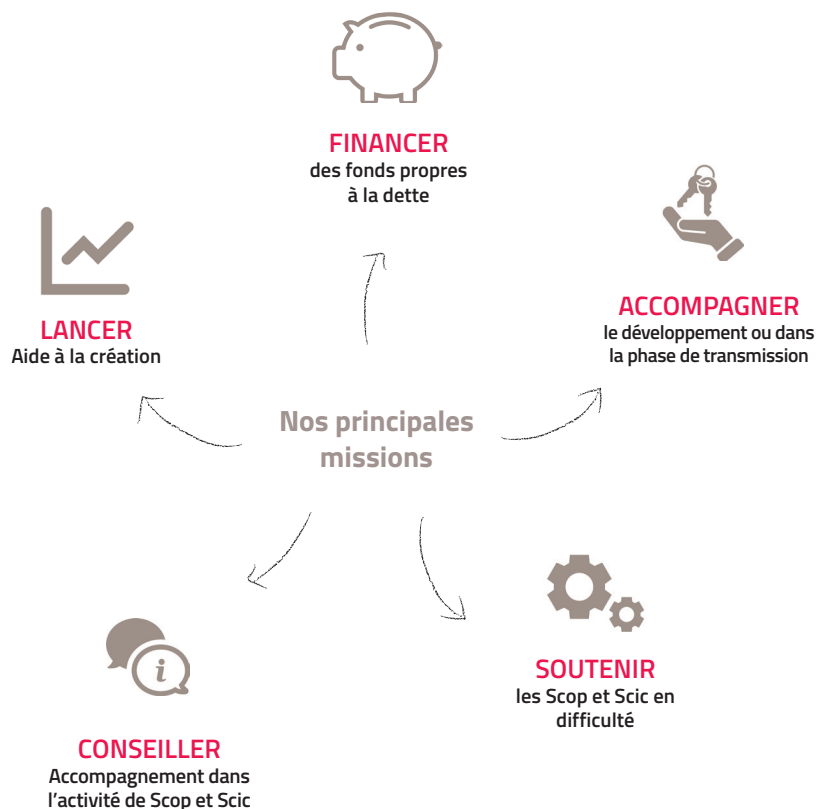 FINANCER
des fonds propres
à la dette
ACCOMPAGNER
le développement ou dans
la phase de transmission
LANCER
Aide à la création
Nos principales
missions
SOUTENIR
les Scop et Scic en
difficulté
i
CONSEILLER
Accompagnement dans
l'activité de Scop et Scic